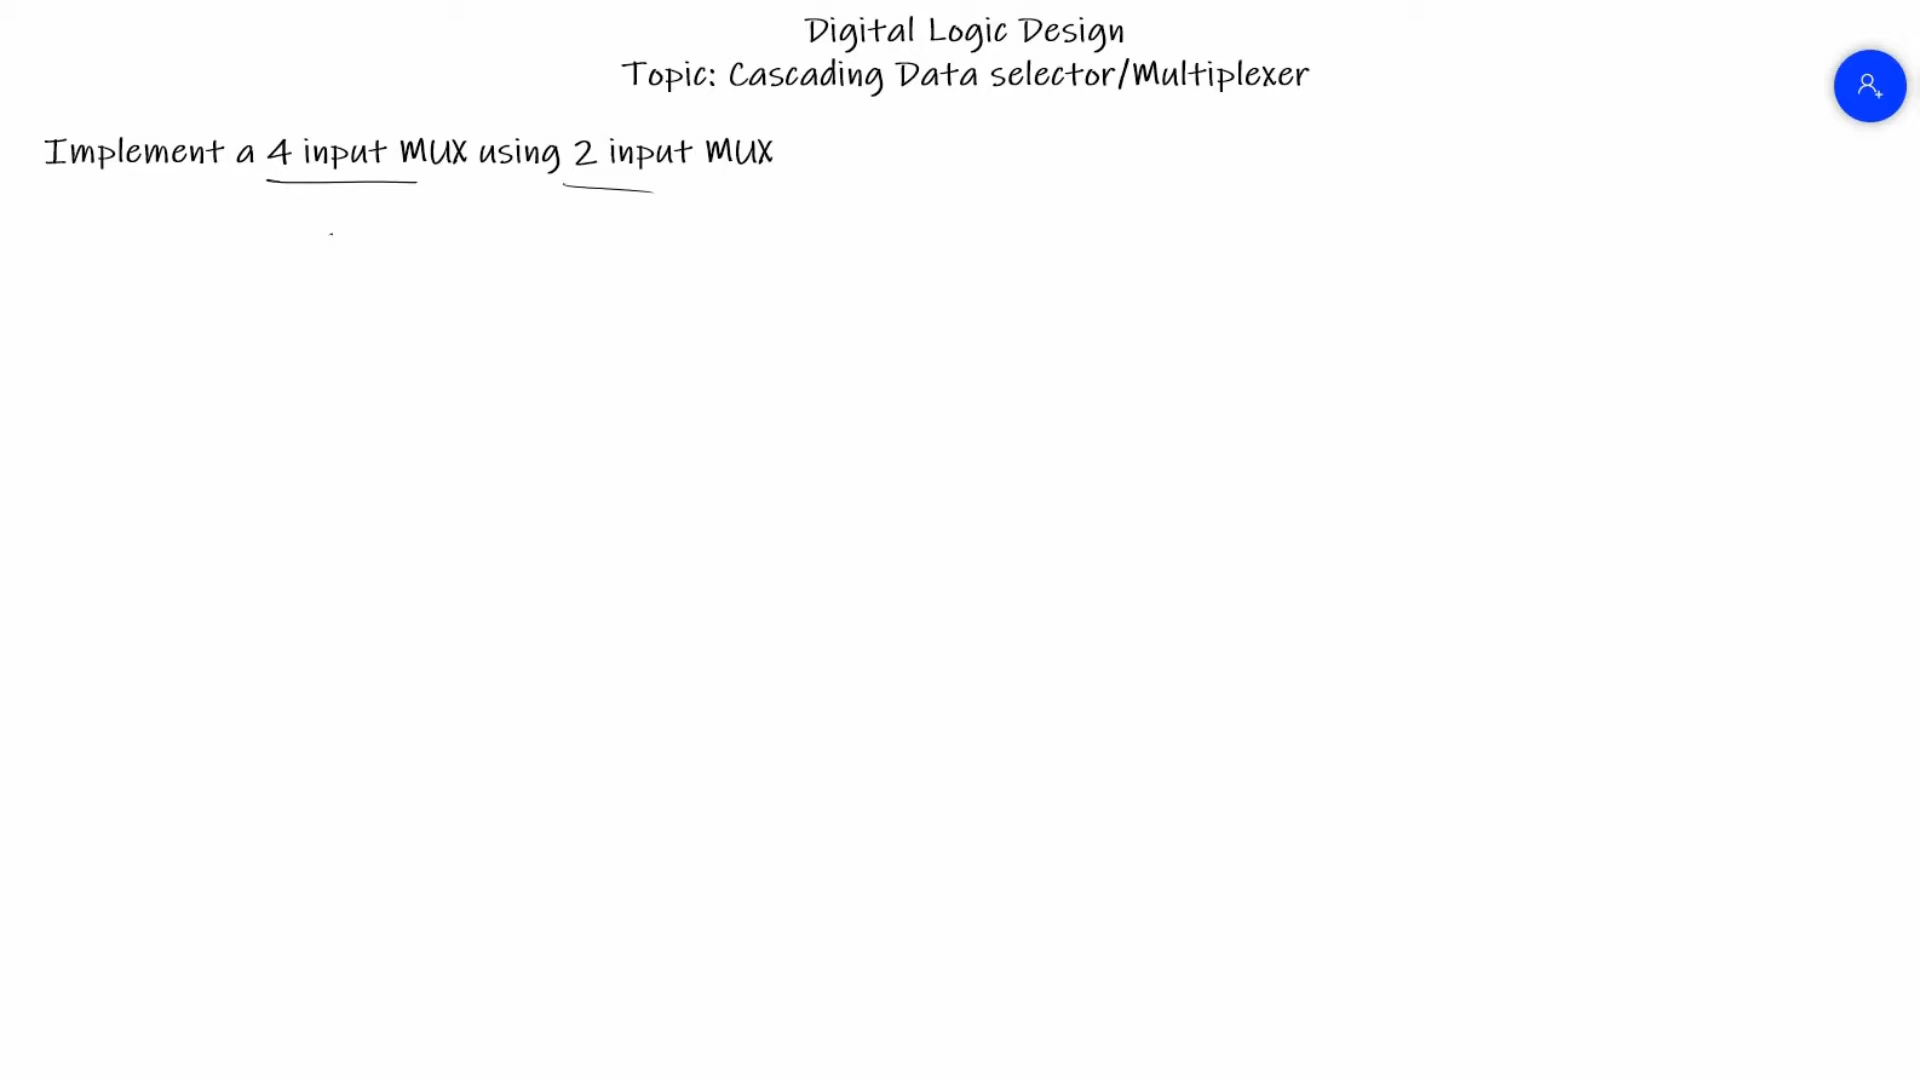 Digital Logic Design
Topic: Cascading Data selector/Multiplexer
Implement a 4 input MUX using 2 input MUX